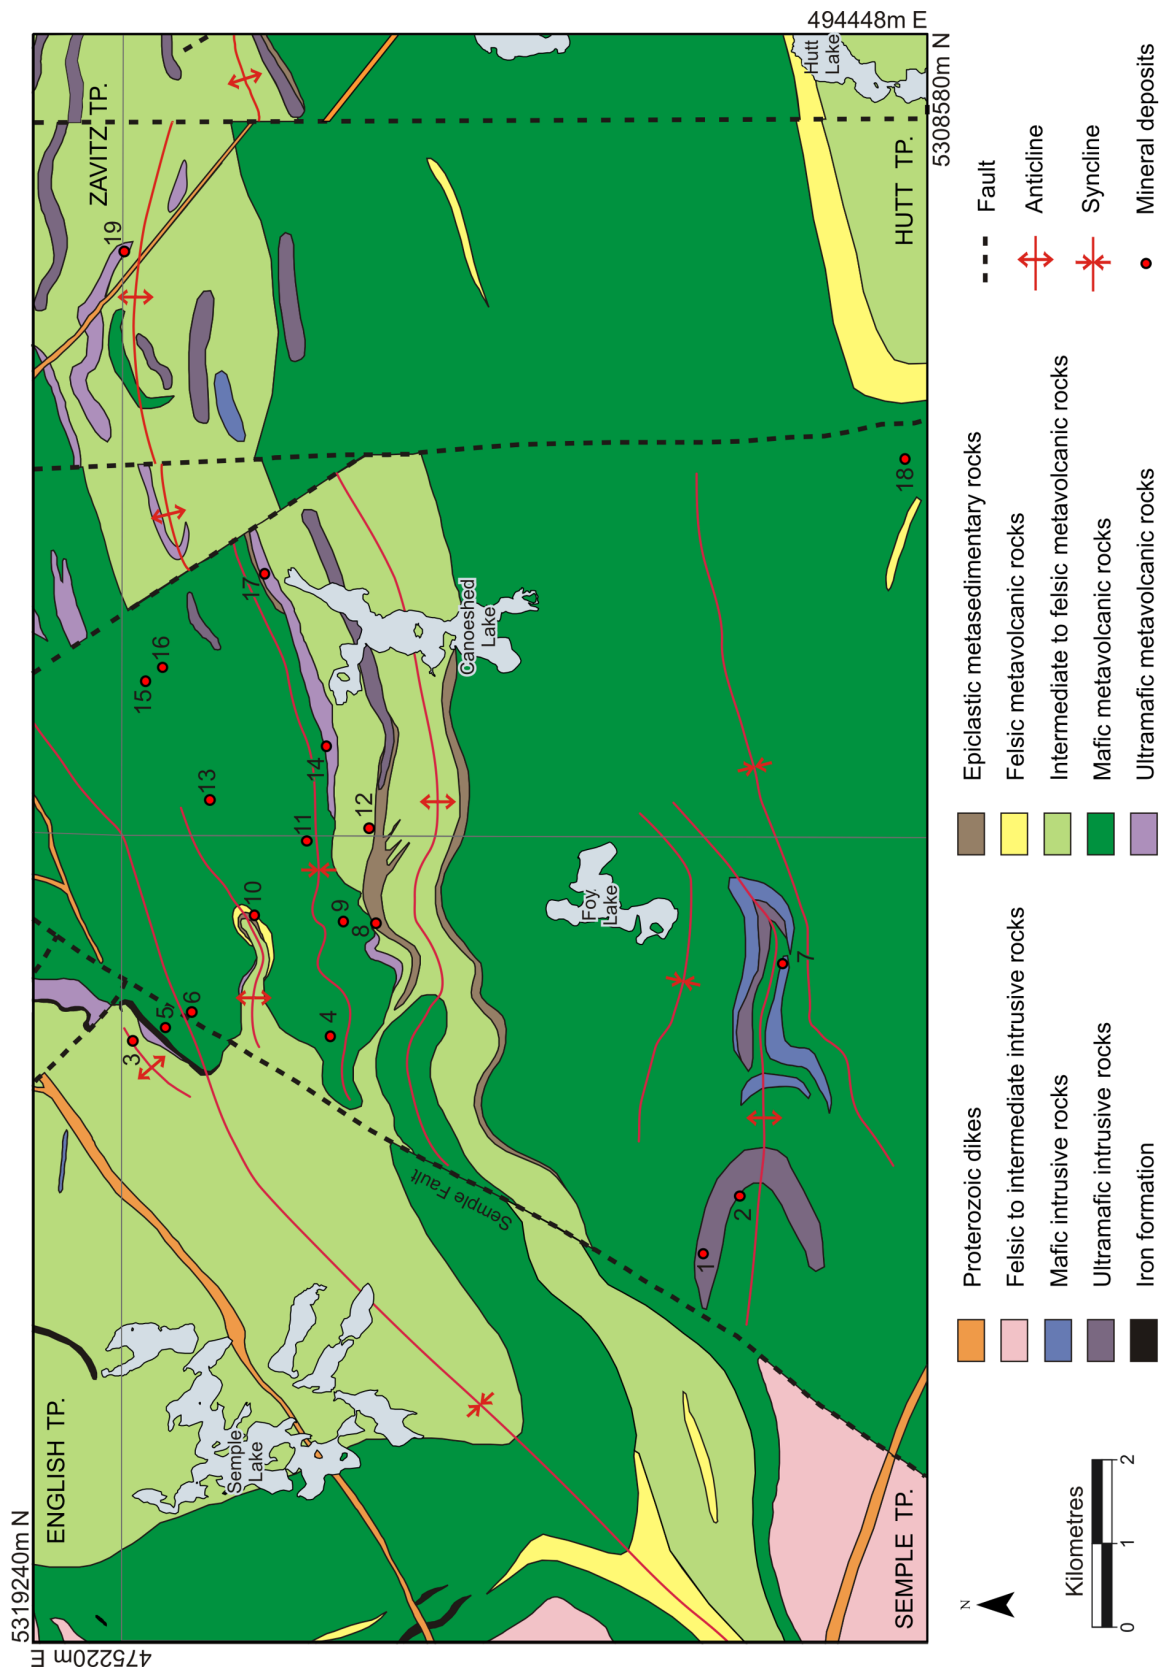 5319240m N
475220m E
494448m E
5308580m N
ENGLISH TP.
ZAVITZ TP.
SEMPLE TP.
HUTT TP.
Semple
Lake
Semple Fault
Canoeshed
Lake
Foy
Lake
Hutt
Lake
1
2
3
4
5
6
7
8
9
10
11
12
13
14
15
16
17
18
19
N
Kilometres
0
1
2
Proterozoic dikes
Felsic to intermediate intrusive rocks
Mafic intrusive rocks
Ultramafic intrusive rocks
Iron formation
Epiclastic metasedimentary rocks
Felsic metavolcanic rocks
Intermediate to felsic metavolcanic rocks
Mafic metavolcanic rocks
Ultramafic metavolcanic rocks
Fault
Anticline
Syncline
Mineral deposits